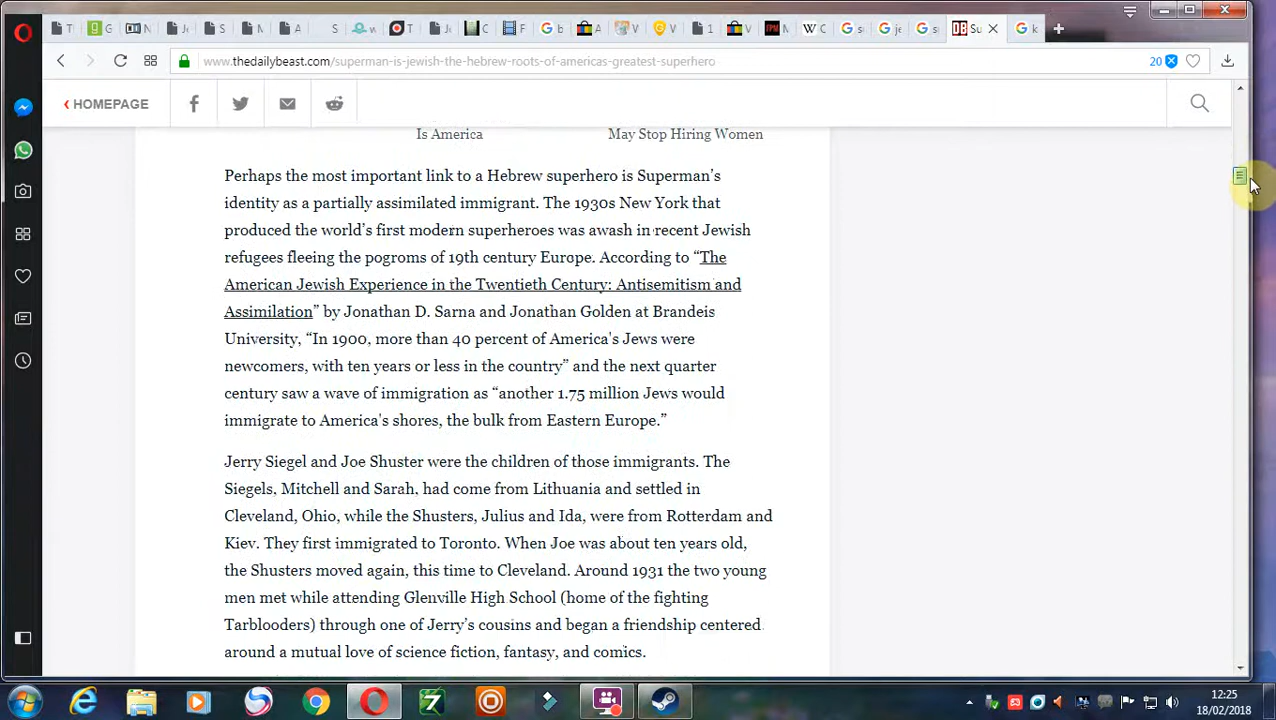 www.thedailybeast.com/superman-is-jewish-the-hebrew-roots-of-americas-greatest-superhero
20
HOMEPAGE
Is America
May Stop Hiring Women
Perhaps the most important link to a Hebrew superhero is Superman’s
identity as a partially assimilated immigrant. The 1930s New York that
produced the world’s first modern superheroes was awash in recent Jewish
refugees fleeing the pogroms of 19th century Europe. According to “The
American Jewish Experience in the Twentieth Century: Antisemitism and
Assimilation” by Jonathan D. Sarna and Jonathan Golden at Brandeis
University, “In 1900, more than 40 percent of America's Jews were
newcomers, with ten years or less in the country” and the next quarter
century saw a wave of immigration as “another 1.75 million Jews would
immigrate to America's shores, the bulk from Eastern Europe.”
Jerry Siegel and Joe Shuster were the children of those immigrants. The
Siegels, Mitchell and Sarah, had come from Lithuania and settled in
Cleveland, Ohio, while the Shusters, Julius and Ida, were from Rotterdam and
Kiev. They first immigrated to Toronto. When Joe was about ten years old,
the Shusters moved again, this time to Cleveland. Around 1931 the two young
men met while attending Glenville High School (home of the fighting
Tarblooders) through one of Jerry’s cousins and began a friendship centered
around a mutual love of science fiction, fantasy, and comics.
12:25
18/02/2018